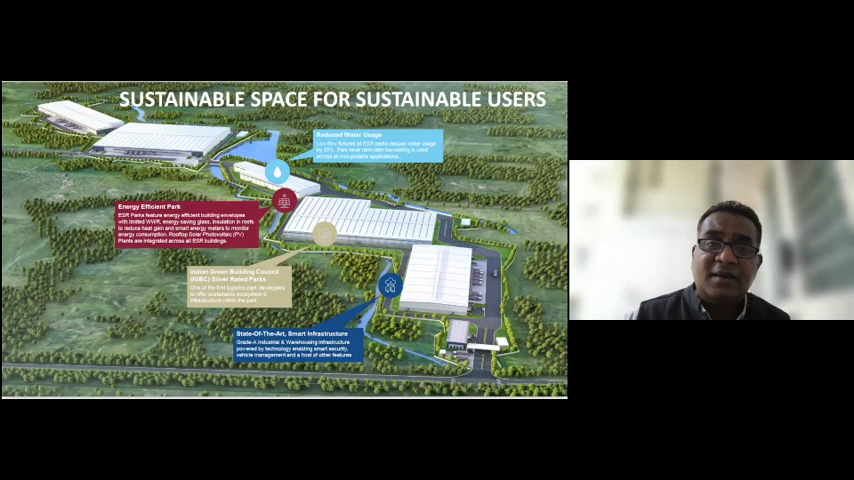 SUSTAINABLE SPACE FOR SUSTAINABLE USERS
Reduced Water Usage
Low flow fixtures at ESR parks reduce water usage
by 20%. Park-level rainwater harvesting is used
across all non-potable applications.
Energy Efficient Park
ESR Parks feature energy efficient building envelopes
with limited WWR, energy saving glass, insulation in roofs
to reduce heat gain and smart energy meters to monitor
energy consumption. Rooftop Solar Photovoltaic (PV)
Plants are integrated across all ESR buildings.
Indian Green Building Council
(IGBC) Silver Rated Parks
One of the first logistics park developers
to offer sustainable ecosystem &
infrastructure within the park
State-Of-The-Art, Smart Infrastructure
Grade-A Industrial & Warehousing infrastructure
powered by technology enabling smart security,
vehicle management and a host of other features